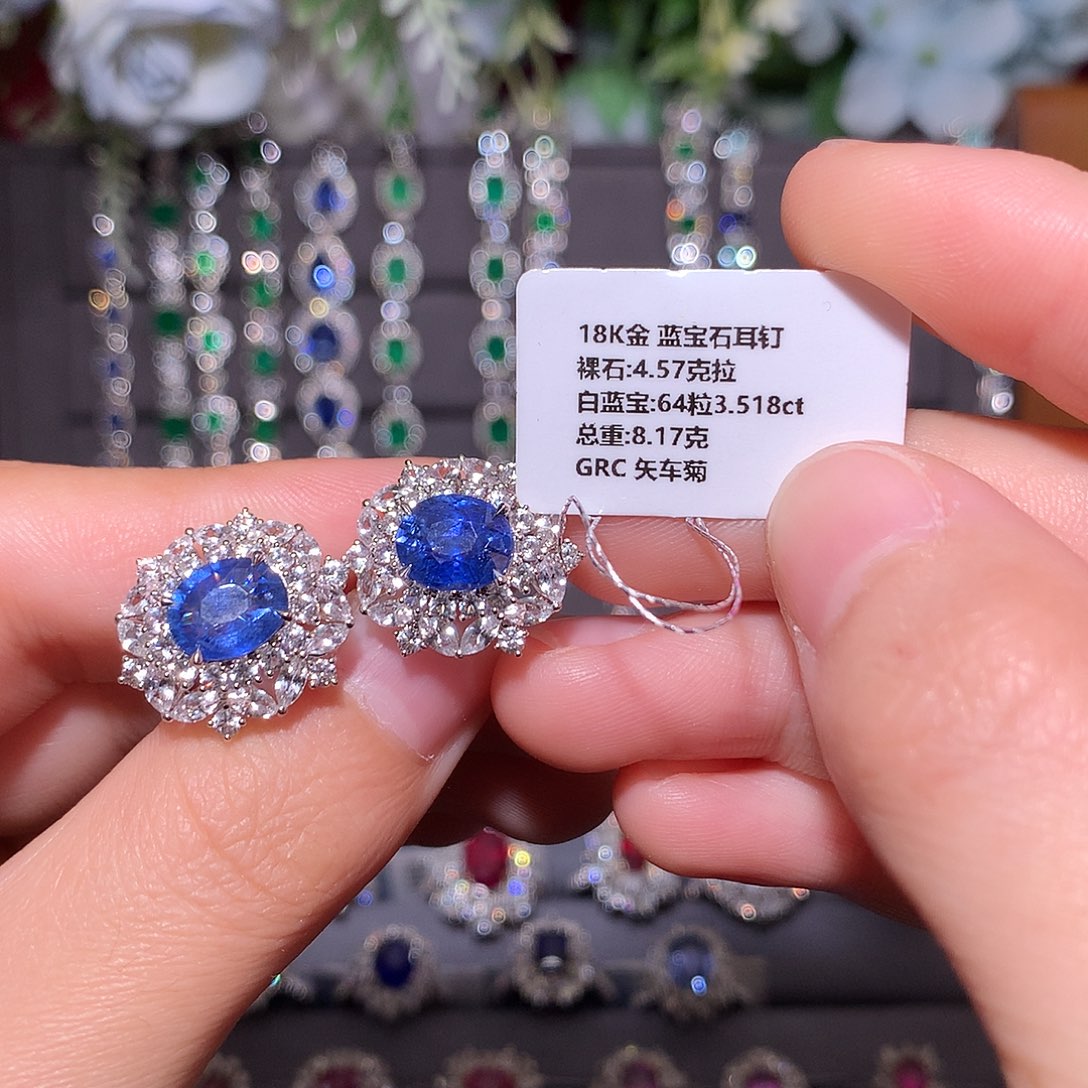 18K金 蓝宝石耳钉
裸石:4.57克拉
白蓝宝:64粒3.518ct
总重:8.17克
GRC 矢车菊